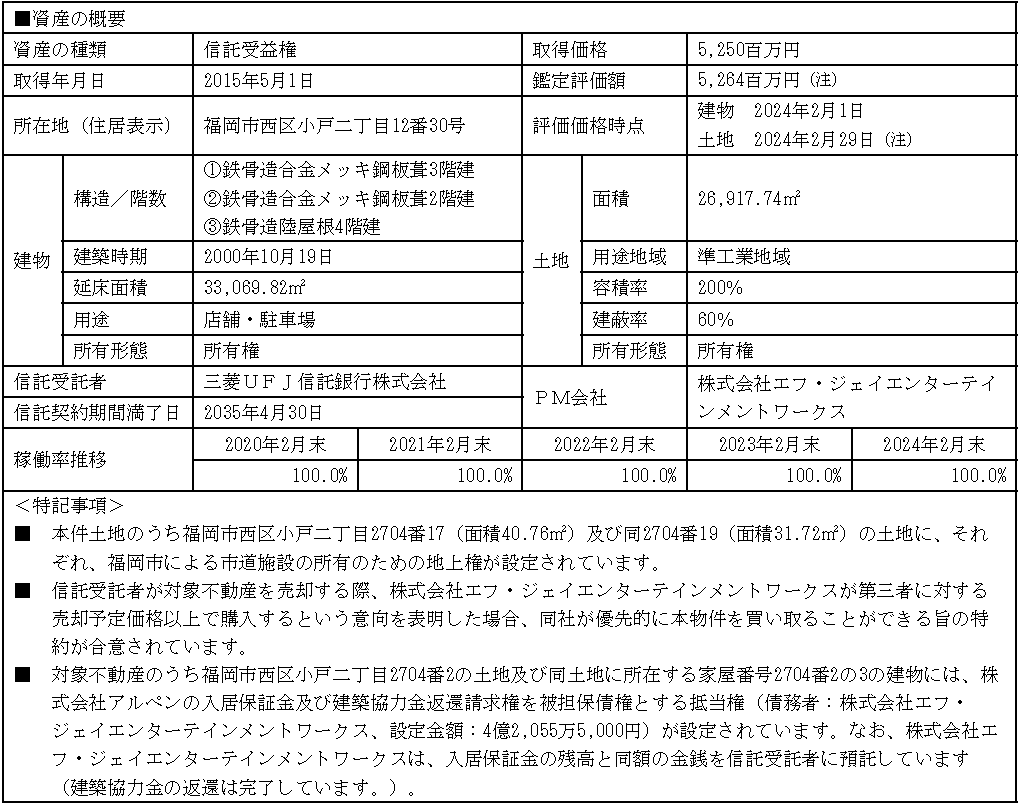 ■資産の概要
資産の種類 信託受益権 取得価格 5,250百万円
取得年月日 2015年5月1日 鑑定評価額 5,264百万円(注)
所在地(住居表示) 福岡市西区小戸二丁目12番30号 評価価格時点 建物 2024年2月1日
土地 2024年2月29日(注)
建物 構造/階数 ①鉄骨造合金メッキ鋼板葺3階建
②鉄骨造合金メッキ鋼板葺2階建
③鉄骨造陸屋根4階建
土地 面積 26,917.74㎡
建築時期 2000年10月19日 用途地域 準工業地域
延床面積 33,069.82㎡ 容積率 200%
用途 店舗・駐車場 建蔽率 60%
所有形態 所有権 所有形態 所有権
信託受託者 三菱UFJ信託銀行株式会社 PM会社 株式会社エフ・ジェイエンターテイ
ンメントワークス
信託契約期間満了日 2035年4月30日
稼働率推移 2020年2月末 2021年2月末 2022年2月末 2023年2月末 2024年2月末
100.0% 100.0% 100.0% 100.0% 100.0%
<特記事項>
■ 本件土地のうち福岡市西区小戸二丁目2704番17(面積40.76㎡)及び同2704番19(面積31.72㎡)の土地に、それ
ぞれ、福岡市による市道施設の所有のための地上権が設定されています。
■ 信託受託者が対象不動産を売却する際、株式会社エフ・ジェイエンターテインメントワークスが第三者に対する
売却予定価格以上で購入するという意向を表明した場合、同社が優先的に本物件を買い取ることができる旨の特
約が合意されています。
■ 対象不動産のうち福岡市西区小戸二丁目2704番2の土地及び同土地に所在する家屋番号2704番2の3の建物には、株
式会社アルペンの入居保証金及び建築協力金返還請求権を被担保債権とする抵当権(債務者:株式会社エフ・
ジェイエンターテインメントワークス、設定金額:4億2,055万5,000円)が設定されています。なお、株式会社エ
フ・ジェイエンターテインメントワークスは、入居保証金の残高と同額の金銭を信託受託者に預託しています
(建築協力金の返還は完了しています。)。